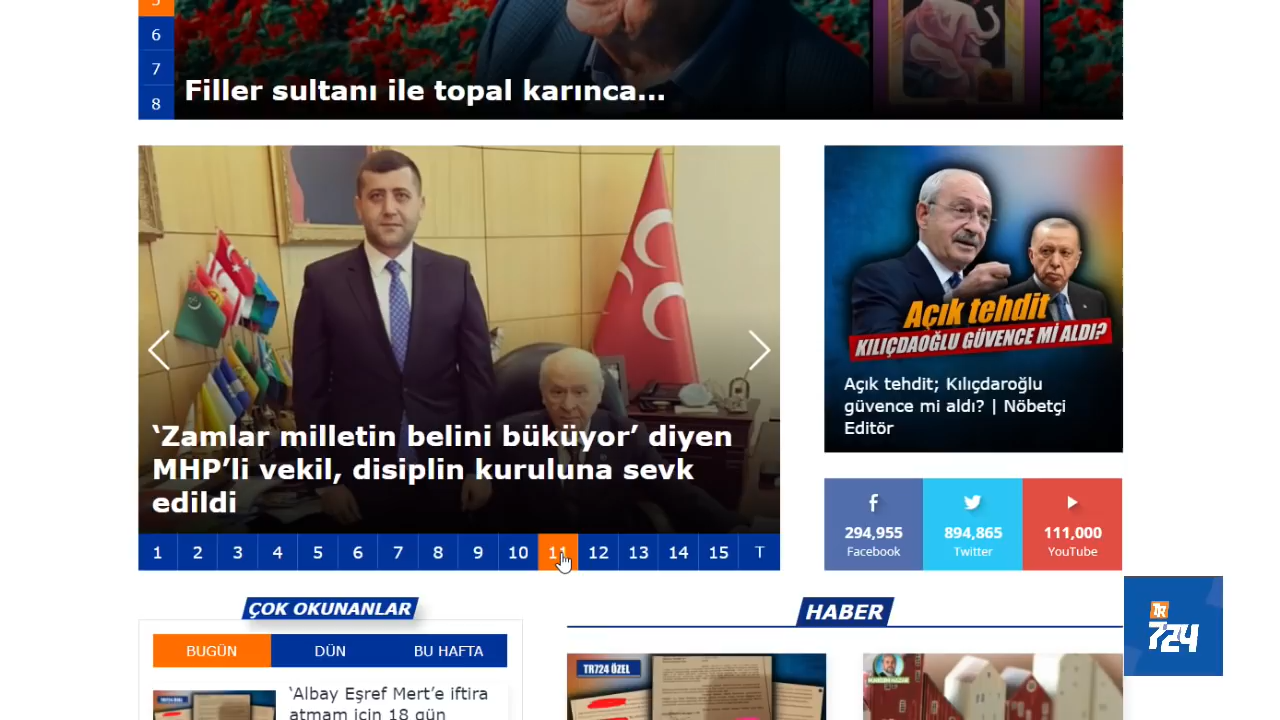 5
6
7
8
Filler sultanı ile topal karınca...
‘Zamlar milletin belini büküyor’ diyen
MHP’li vekil, disiplin kuruluna sevk
edildi
1 2 3 4 5 6 7 8 9 10 11 12 13 14 15 T
Açık tehdit
KILIÇDAROĞLU GÜVENCE Mİ ALDI?
Açık tehdit; Kılıçdaroğlu
güvence mi aldı? | Nöbetçi
Editör
294,955 894,865 111,000
Facebook Twitter YouTube
ÇOK OKUNANLAR
BUGÜN DÜN BU HAFTA
‘Albay Eşref Mert’e iftira
atmam için 18 gün
HABER
TR724 ÖZEL
TR724 ÖZEL
TR
724